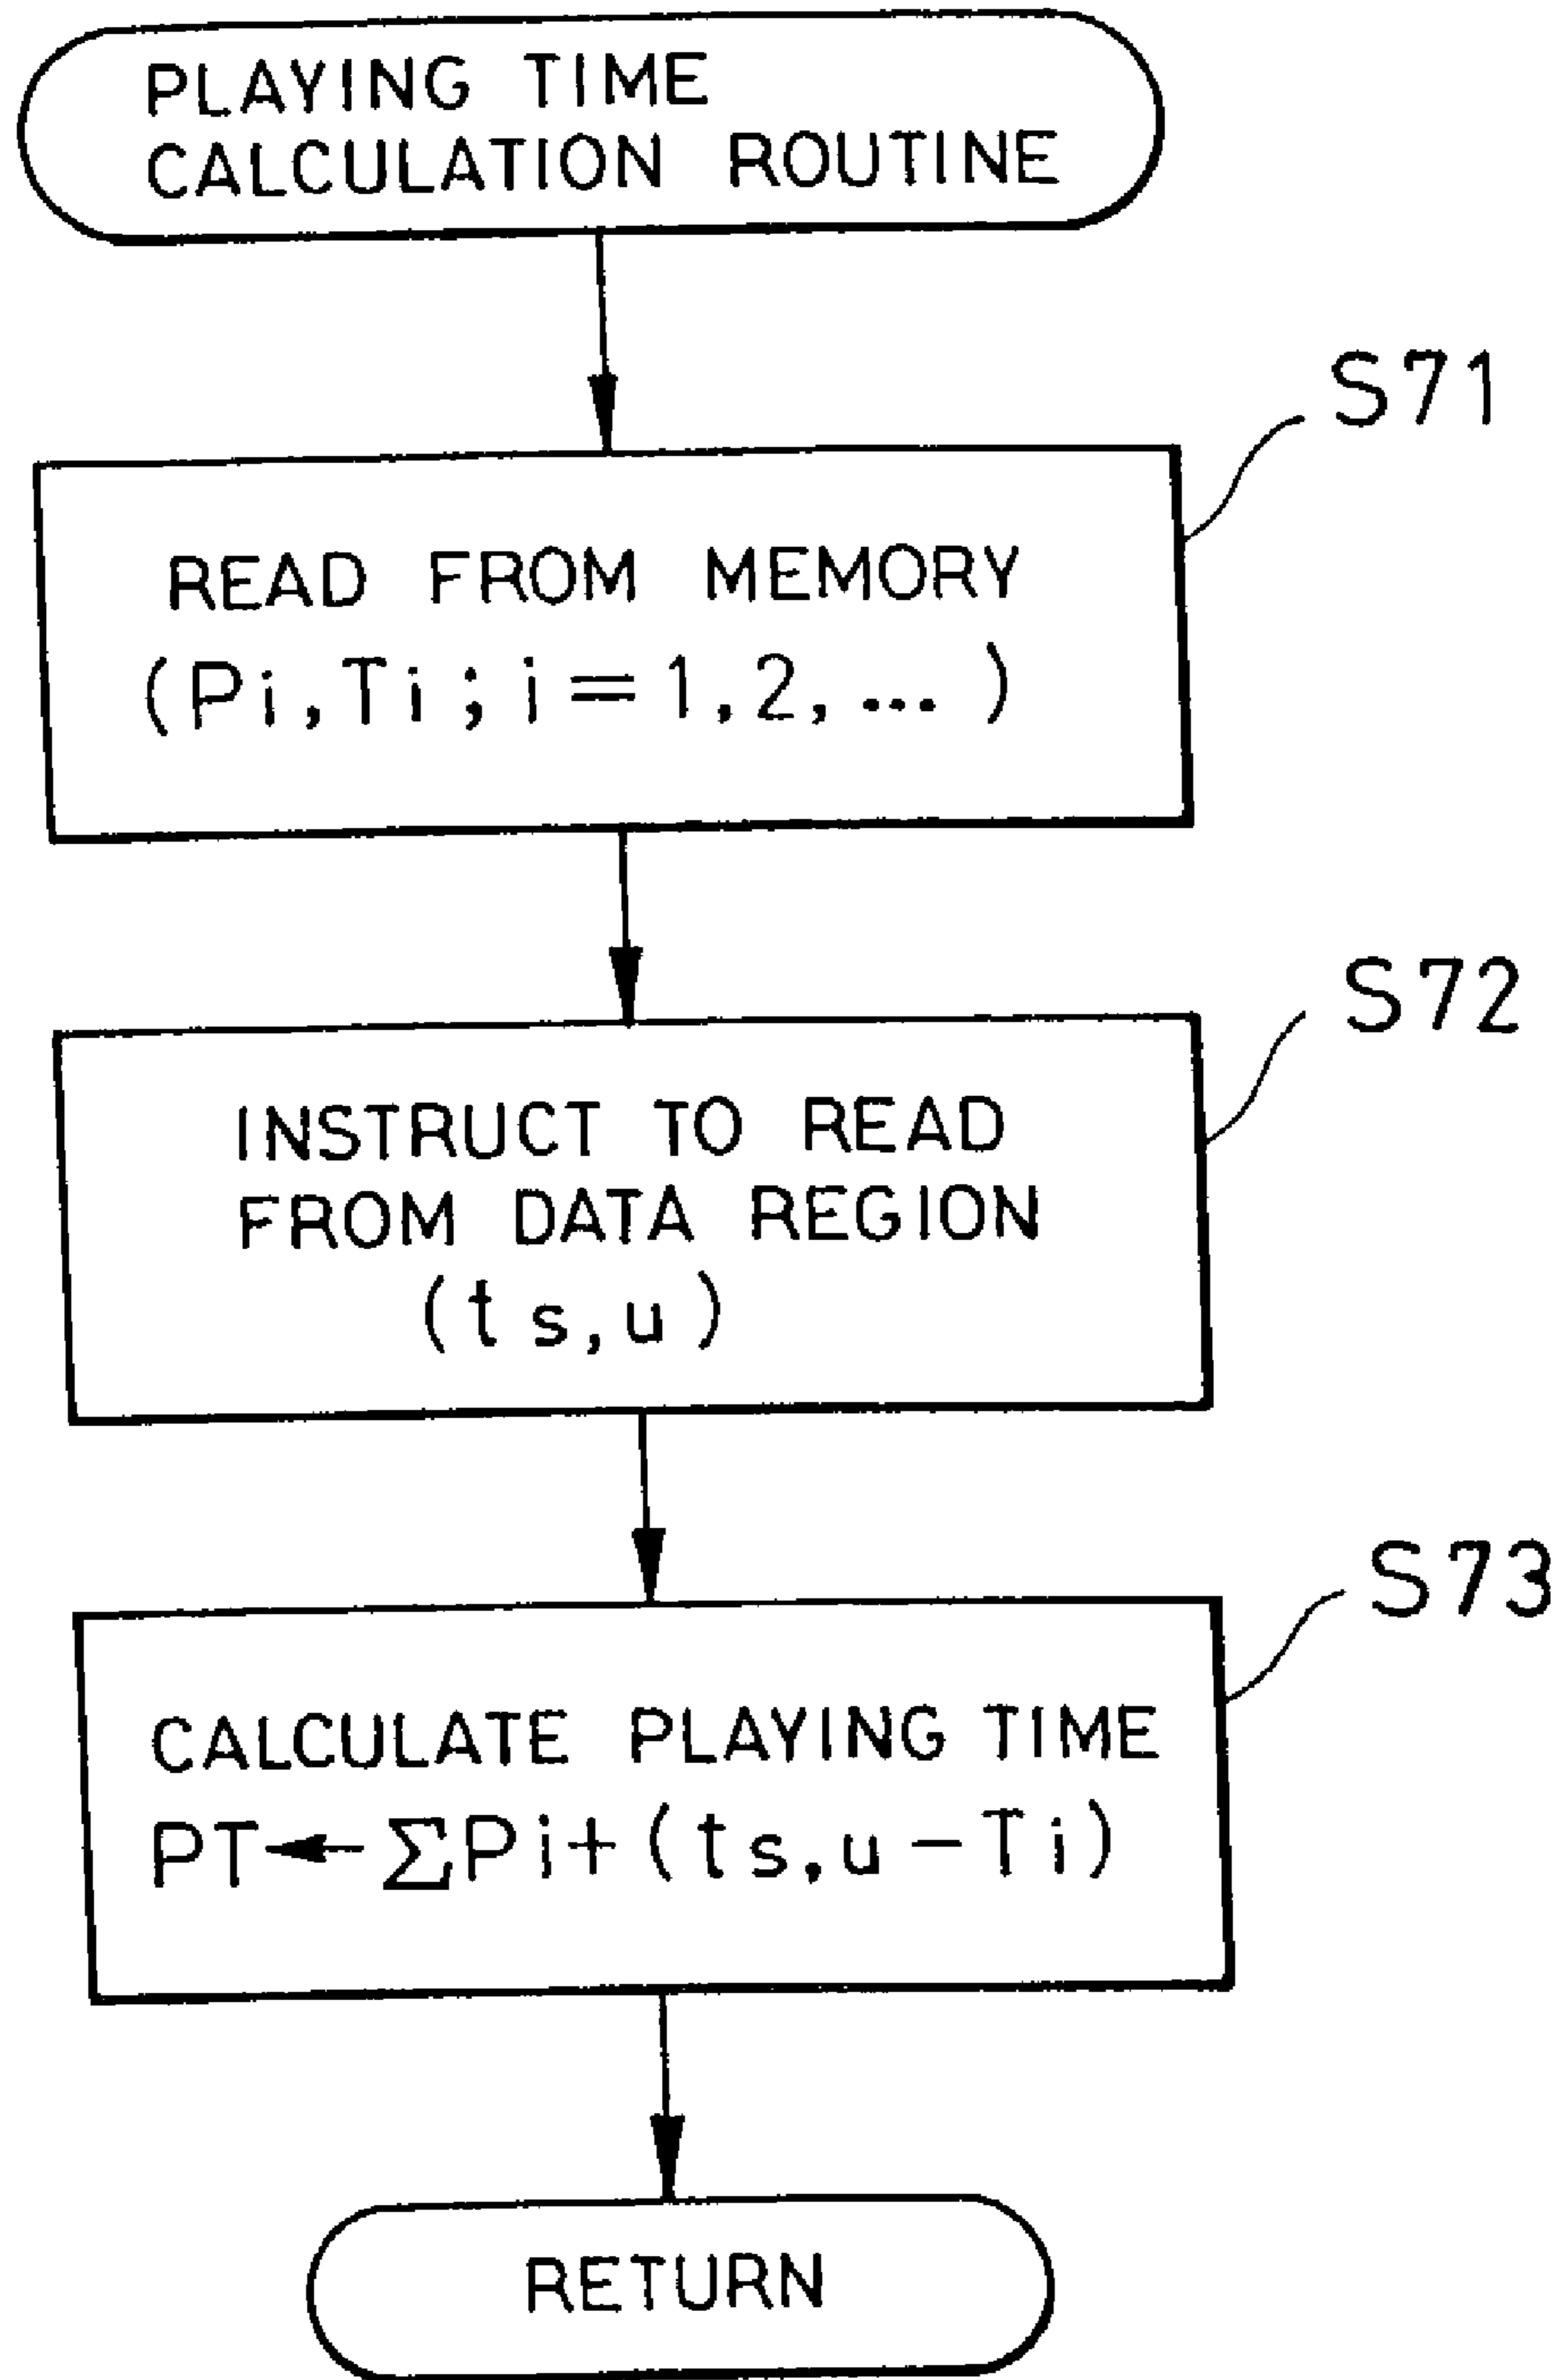 PLAYING TIME
CALCULATION ROUTINE
S71
READ FROM MEMORY
(Pi,Ti;i=1,2,...)
S72
INSTRUCT TO READ
FROM DATA REGION
(ts,u)
S73
CALCULATE PLAYING TIME
PT←ΣPi+(ts,u-Ti)
RETURN